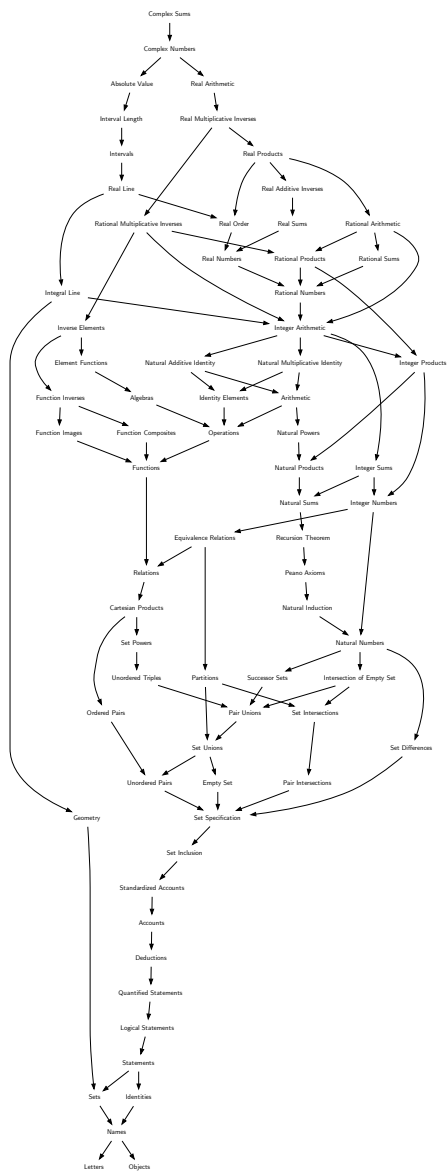 Complex Sums
Complex Numbers
Absolute Value
Real Arithmetic
Interval Length
Real Multiplicative Inverses
Intervals
Real Products
Real Line
Real Additive Inverses
Rational Multiplicative Inverses
Real Order
Real Sums
Rational Arithmetic
Real Numbers
Rational Products
Rational Sums
Integral Line
Rational Numbers
Inverse Elements
Integer Arithmetic
Element Functions
Natural Additive Identity
Natural Multiplicative Identity
Integer Products
Function Inverses
Algebras
Identity Elements
Arithmetic
Function Images
Function Composites
Operations
Natural Powers
Functions
Natural Products
Integer Sums
Natural Sums
Integer Numbers
Equivalence Relations
Recursion Theorem
Relations
Peano Axioms
Cartesian Products
Natural Induction
Set Powers
Natural Numbers
Unordered Triples
Partitions
Successor Sets
Intersection of Empty Set
Ordered Pairs
Pair Unions
Set Intersections
Set Unions
Set Differences
Unordered Pairs
Empty Set
Pair Intersections
Geometry
Set Specification
Set Inclusion
Standardized Accounts
Accounts
Deductions
Quantified Statements
Logical Statements
Statements
Sets
Identities
Names
Letters
Objects